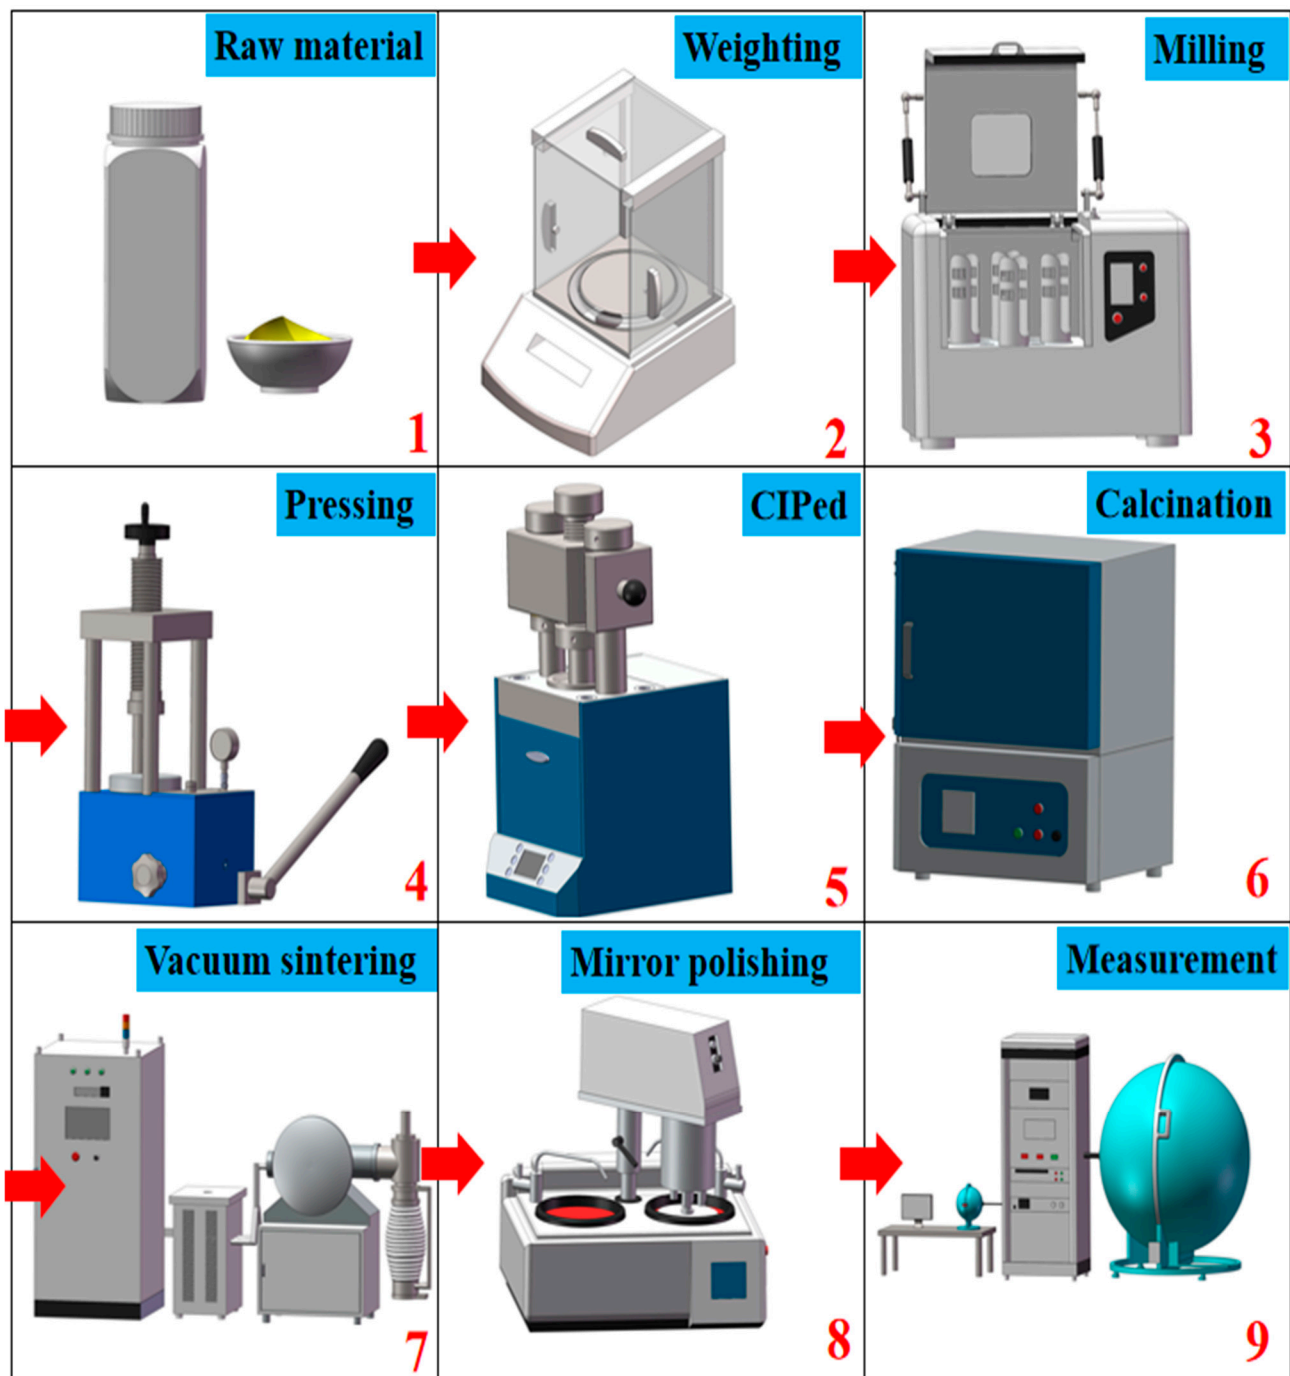 Raw material
1
Weighting
2
Milling
3
Pressing
4
CIPed
5
Calcination
6
Vacuum sintering
7
Mirror polishing
8
Measurement
9